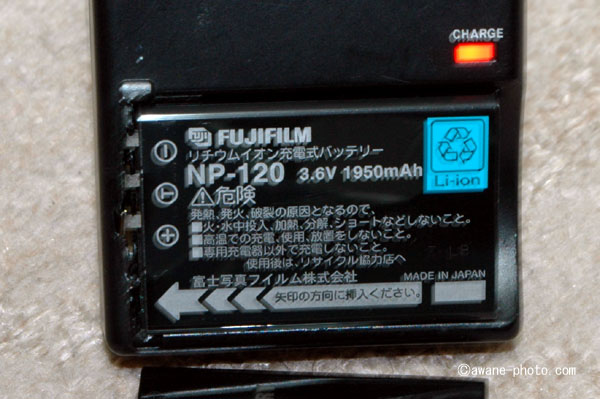 CHARGE
FUJIFILM
リチウムイオン充電式バッテリー
NP-120 3.6V 1950mAh
Li-ion
⚠危険
発熱、発火、破裂の原因となるので、
■火・水中投入、加熱、分解、ショートなどしないこと。
■高温での充電、使用、放置をしないこと。
■専用充電器以外で充電しないこと。
使用後は、リサイクル協力店へ
富士写真フイルム株式会社
MADE IN JAPAN
矢印の方向に挿入ください。
©awane-photo.com